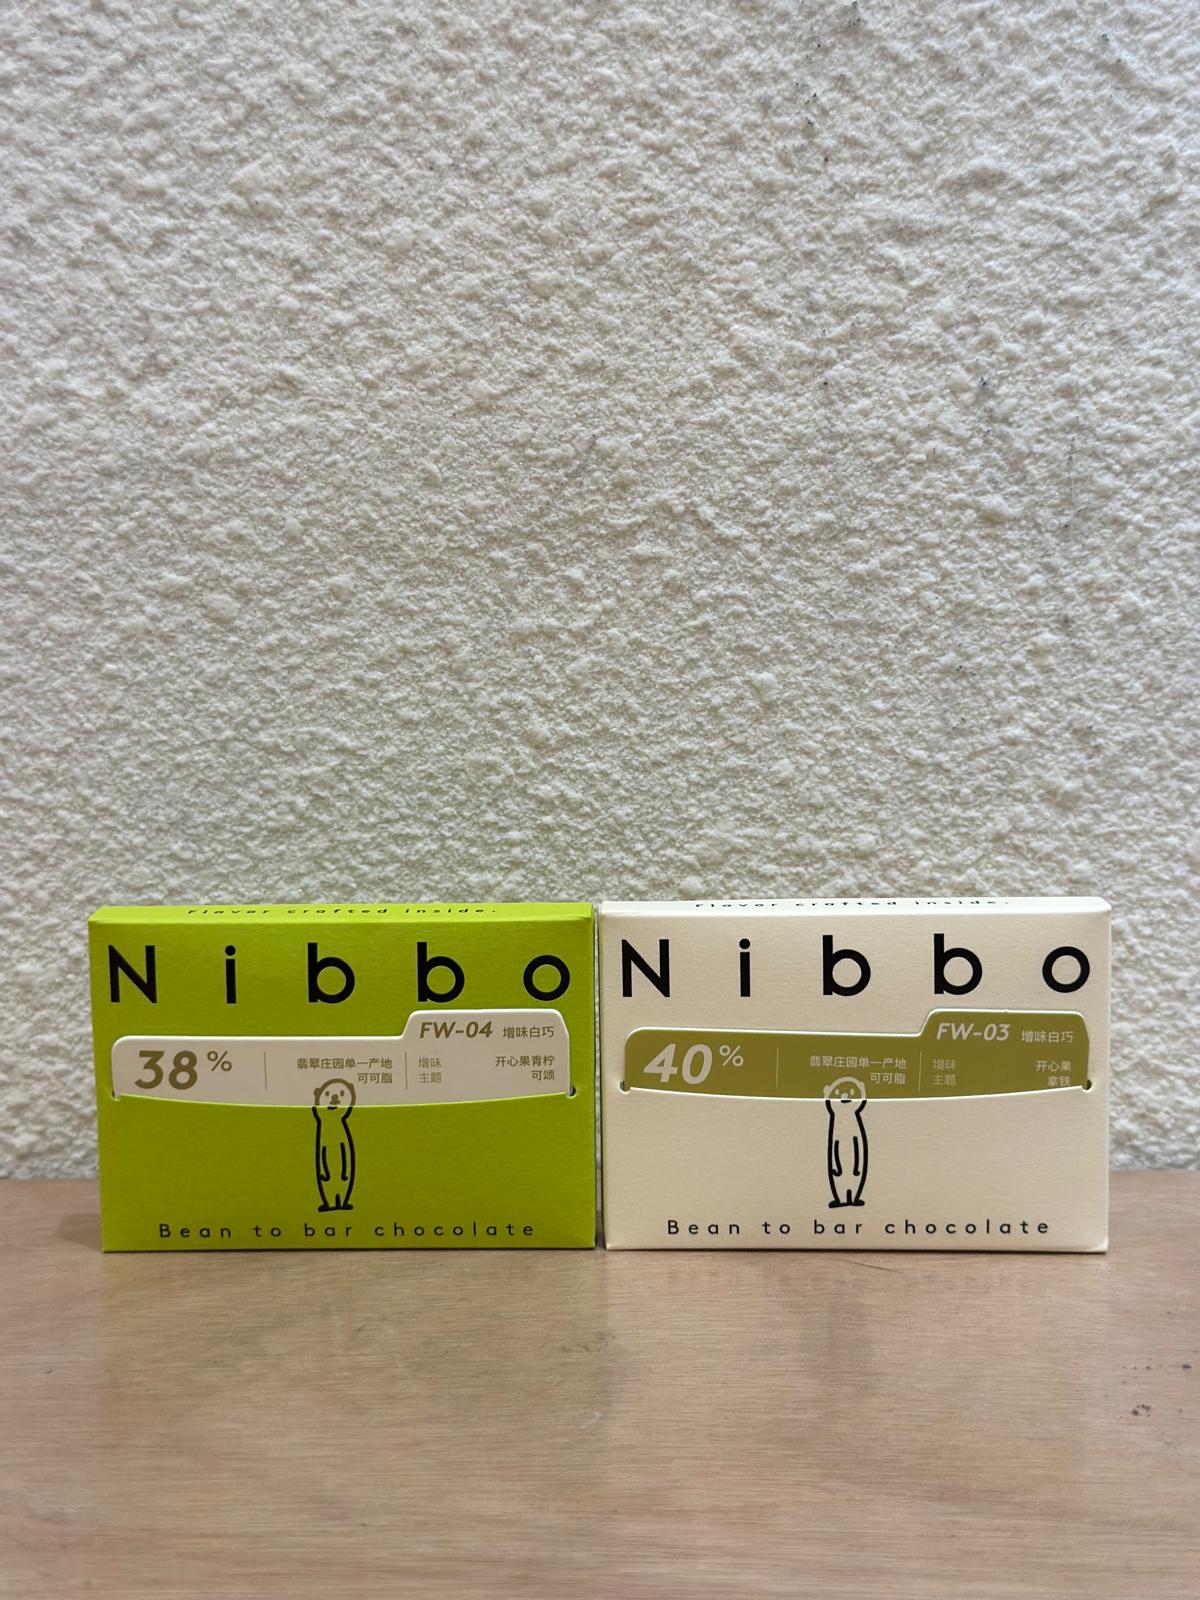 Flavor crafted inside.
Nibbo
FW-04 增味白巧
38%
翡翠庄园单一产地
可可脂
增味
主题
开心果青柠
可颂
Bean to bar chocolate
Flavor crafted inside.
Nibbo
FW-03 增味白巧
40%
翡翠庄园单一产地
可可脂
增味
主题
开心果
拿铁
Bean to bar chocolate